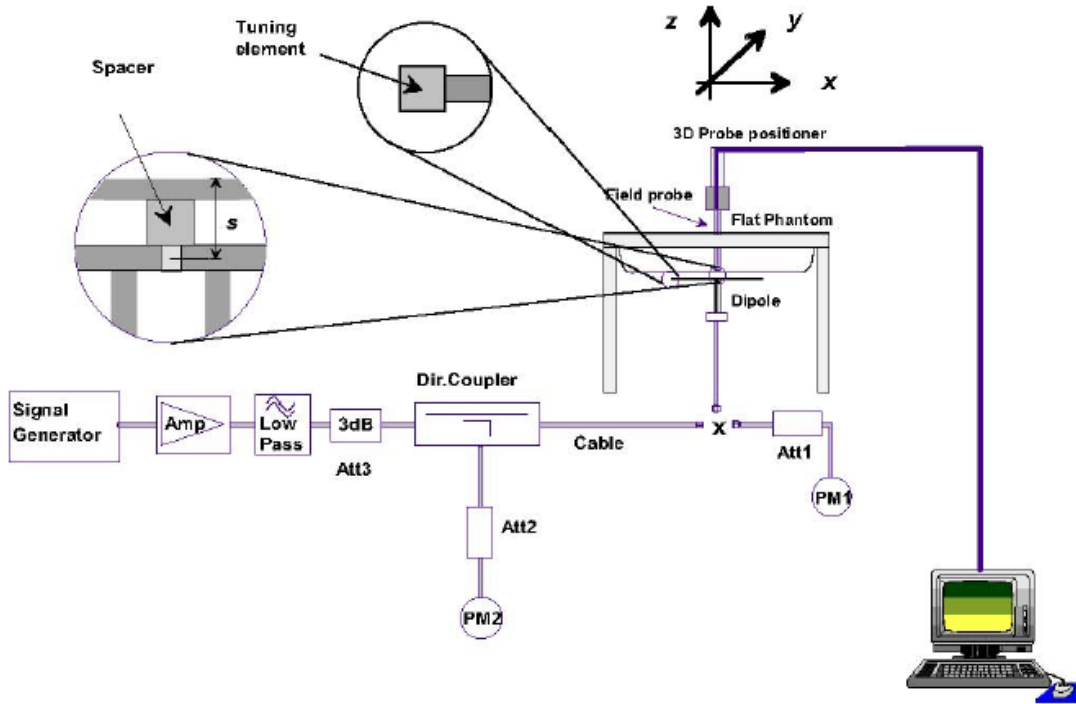 Tuning
element
Spacer
s
z
y
x
3D Probe positioner
Field probe
Flat Phantom
Dipole
Dir.Coupler
Signal
Generator
Amp
Low
Pass
3dB
Att3
Cable
x
Att1
PM1
Att2
PM2